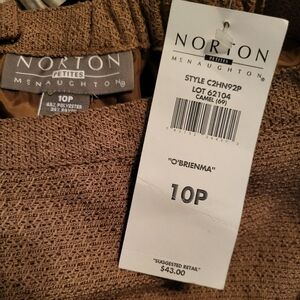 NORTON
PETITES
MCNAUGHTON®
10P
NORTON
PETITES
MCNAUGHTON®
STYLE C2HN92P
LOT 62104
CAMEL (69)
"O'BRIENMA"
10P
"SUGGESTED RETAIL"
$43.00